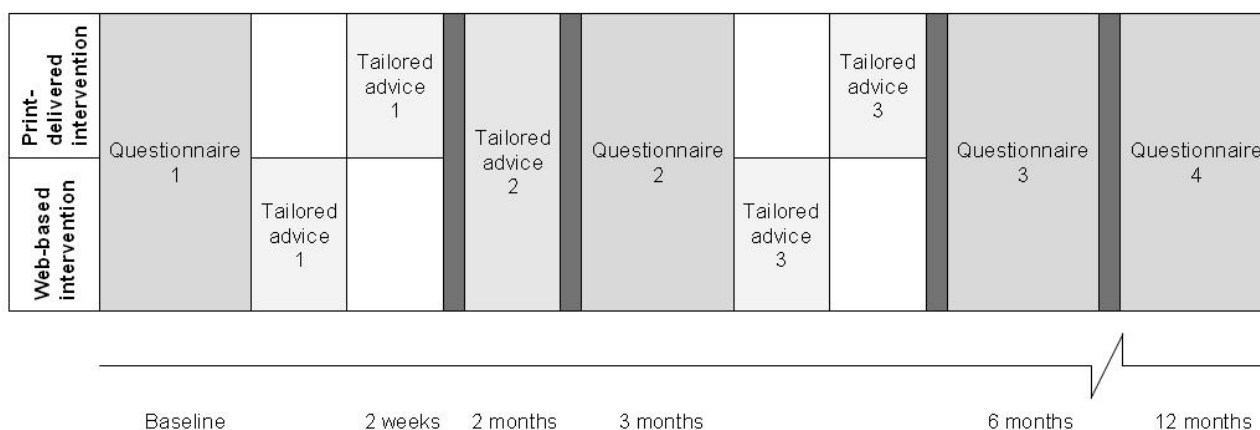 Print-
delivered
intervention
Web-based
intervention
Questionnaire
1
Tailored
advice
1
Tailored
advice
1
Tailored
advice
2
Questionnaire
2
Tailored
advice
3
Tailored
advice
3
Questionnaire
3
Questionnaire
4
Baseline
2 weeks
2 months
3 months
6 months
12 months